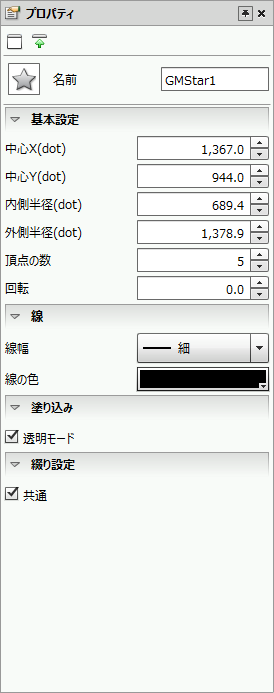 プロパティ
名前 GMStar1
基本設定
中心X(dot) 1,367.0
中心Y(dot) 944.0
内側半径(dot) 689.4
外側半径(dot) 1,378.9
頂点の数 5
回転 0.0
線
線幅 細
線の色
塗り込み
透明モード
綴り設定
共通